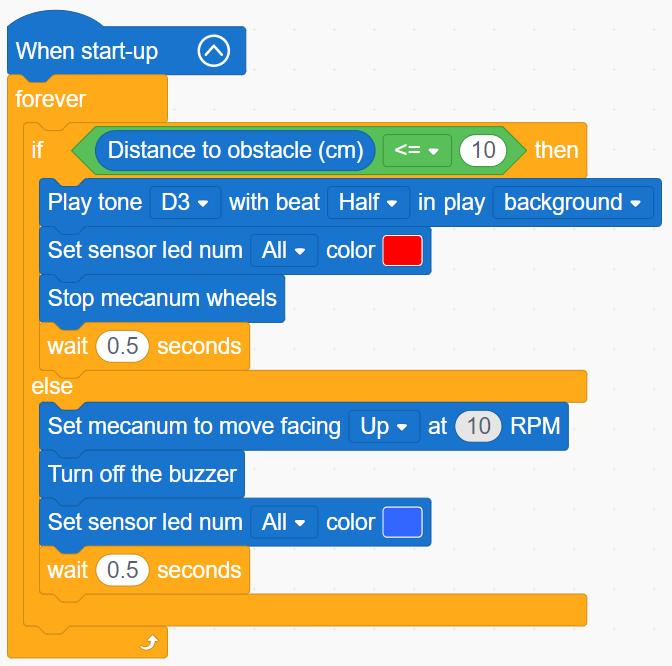 When start-up
forever
if Distance to obstacle (cm) <= 10 then
Play tone D3 with beat Half in play background
Set sensor led num All color
Stop mecanum wheels
wait 0.5 seconds
else
Set mecanum to move facing Up at 10 RPM
Turn off the buzzer
Set sensor led num All color
wait 0.5 seconds